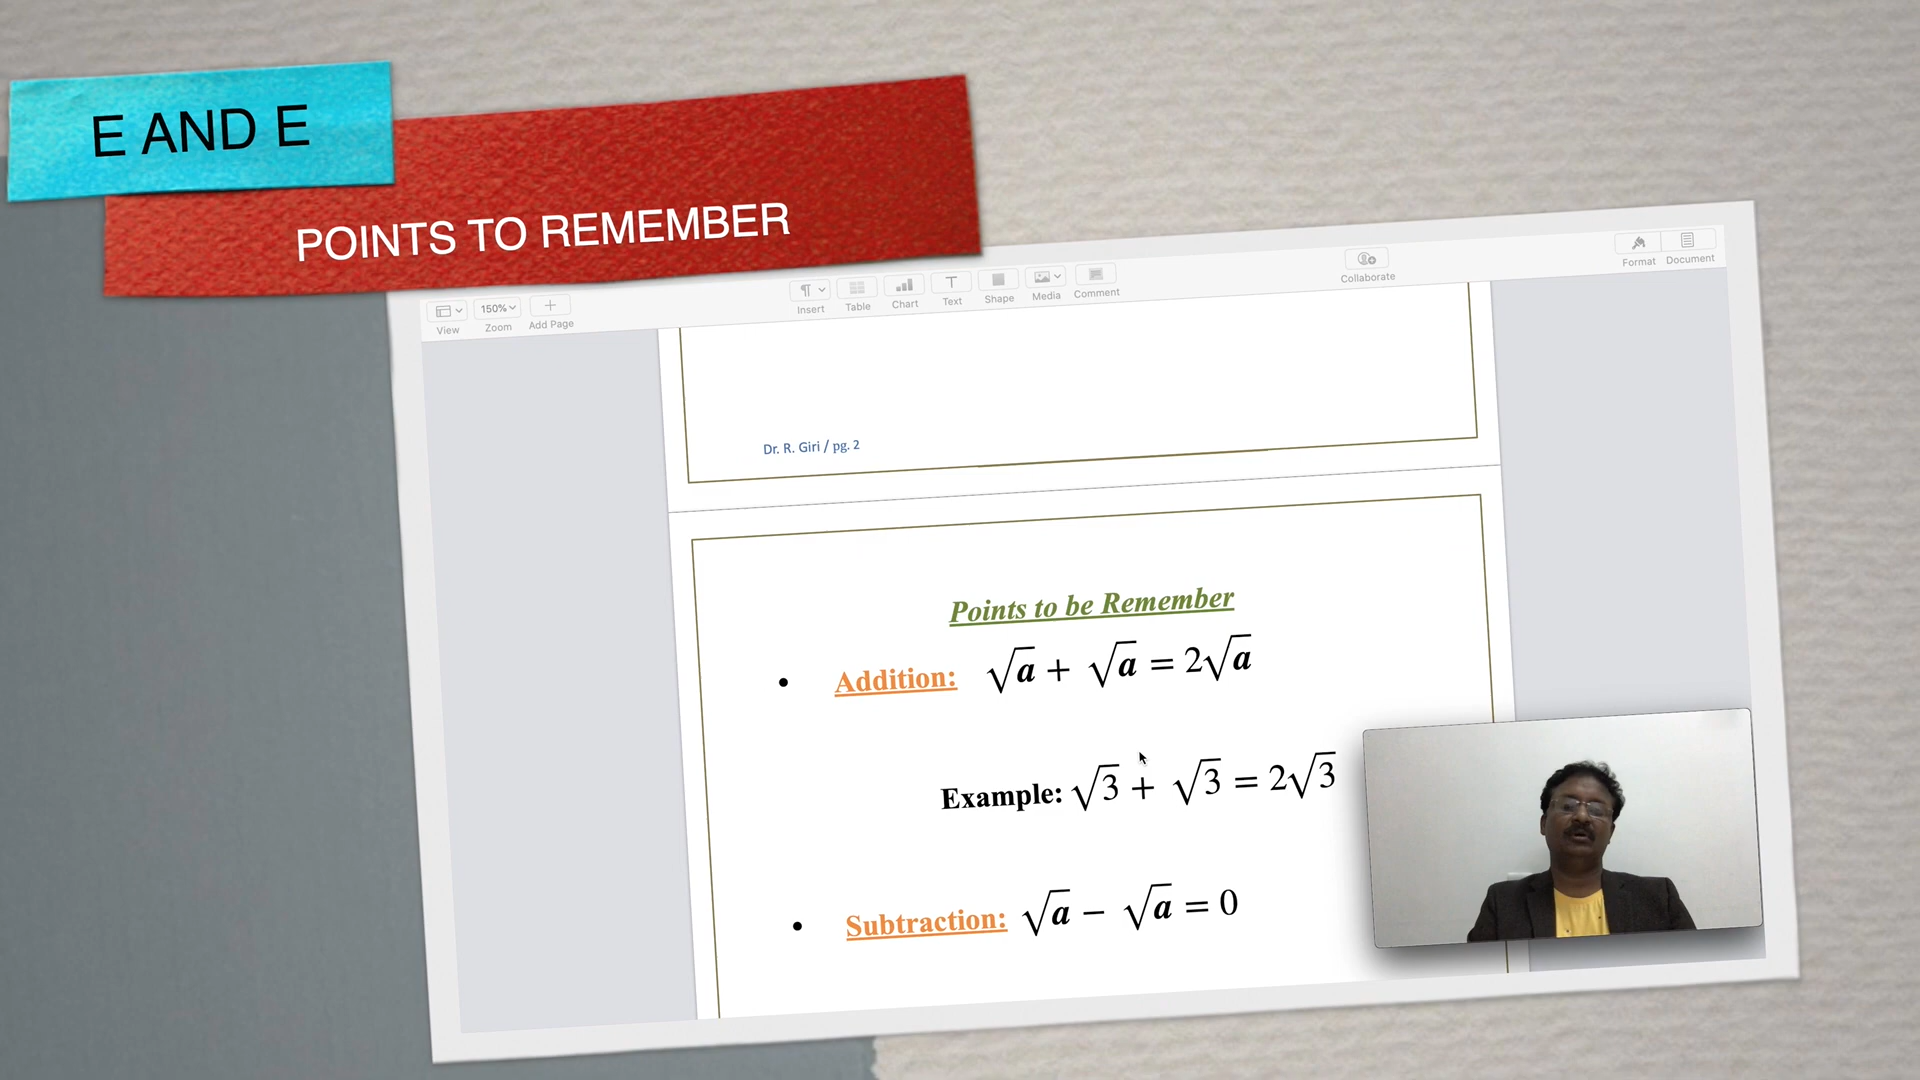 E AND E
POINTS TO REMEMBER
View
150%
Zoom
Add Page
Insert
Table
Chart
Text
Shape
Media
Comment
Collaborate
Format
Document
Dr. R. Giri / pg. 2
Points to be Remember
• Addition: √a + √a = 2√a
Example: √3 + √3 = 2√3
• Subtraction: √a − √a = 0